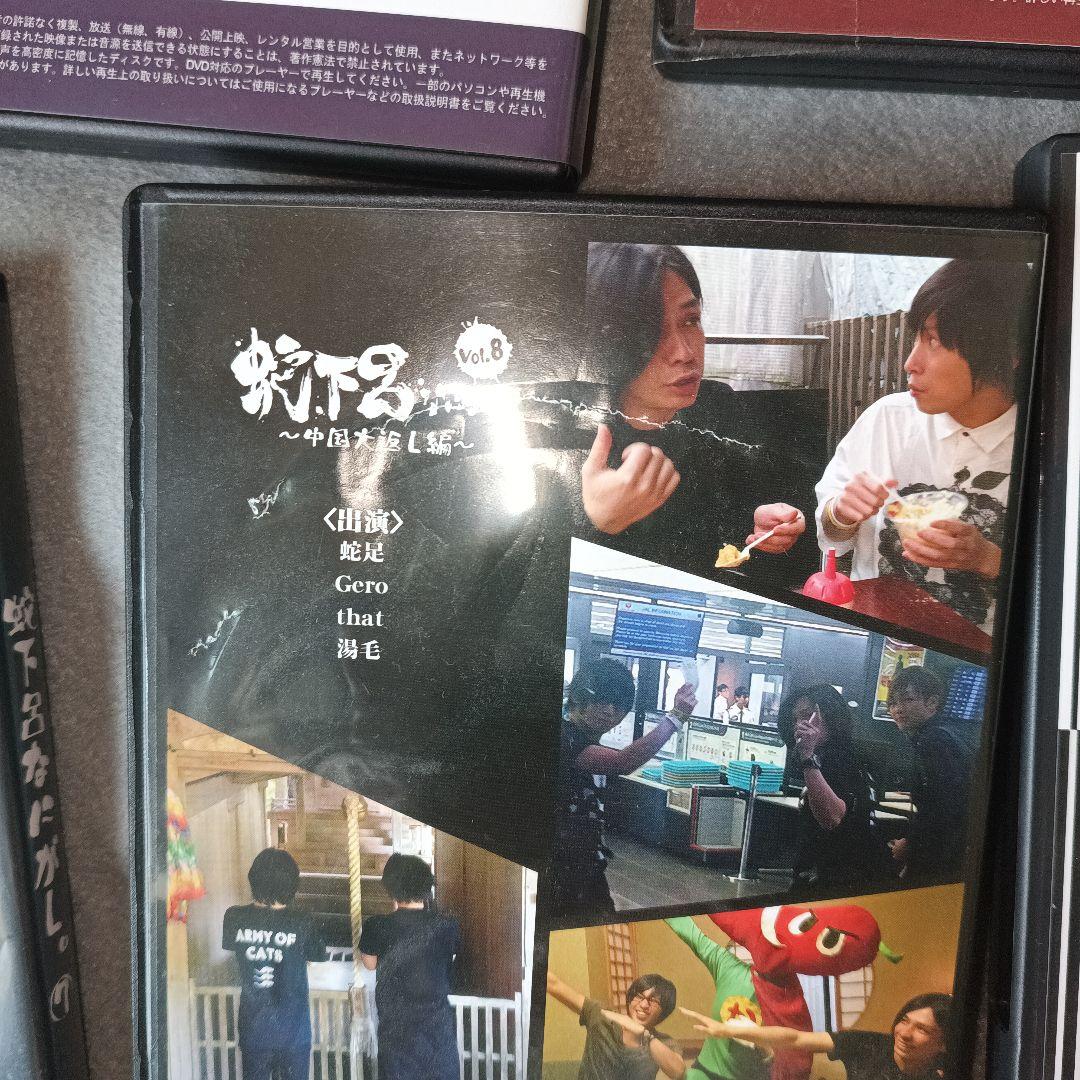 の許諾なく複製、放送（無線、有線）、公開上映、レンタル営業を目的として使用、またネットワーク等を
録された映像または音源を送信できる状態にすることは、著作憲法で禁止されています。
声を高密度に記憶したディスクです。DVD対応のプレーヤーで再生してください。一部のパソコンや再生機
があります。詳しい再生上の取り扱いについてはご使用になるプレーヤーなどの取扱説明書をご覧ください。
蛇下呂
Vol.8
〜中国大返し編〜
〈出演〉
蛇足
Gero
that
湯毛
ARMY OF
CATS
蛇下呂なにがし。の